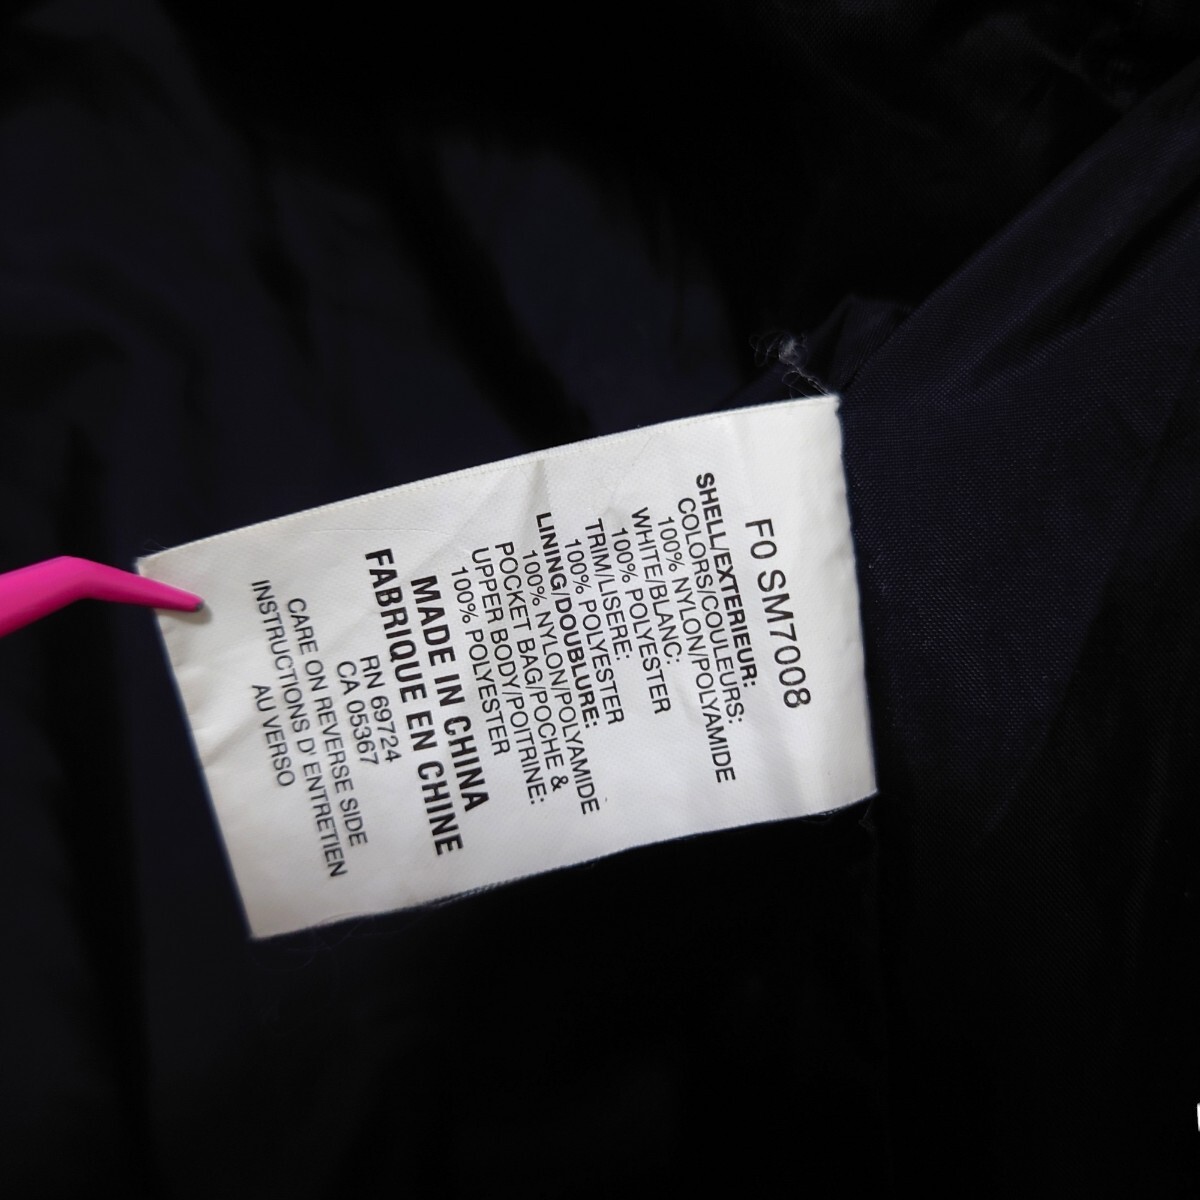 F0 SM7008
SHELL/EXTERIEUR:
COLORS/COULEURS:
100% NYLON/POLYAMIDE
WHITE/BLANC:
100% POLYESTER
TRIM/LISERE:
100% POLYESTER
LINING/DOUBLURE:
100% NYLON/POLYAMIDE
POCKET BAG/POCHE &
UPPER BODY/POITRINE:
100% POLYESTER
MADE IN CHINA
FABRIQUE EN CHINE
RN 69724
CA 05367
CARE ON REVERSE SIDE
INSTRUCTIONS D' ENTRETIEN
AU VERSO